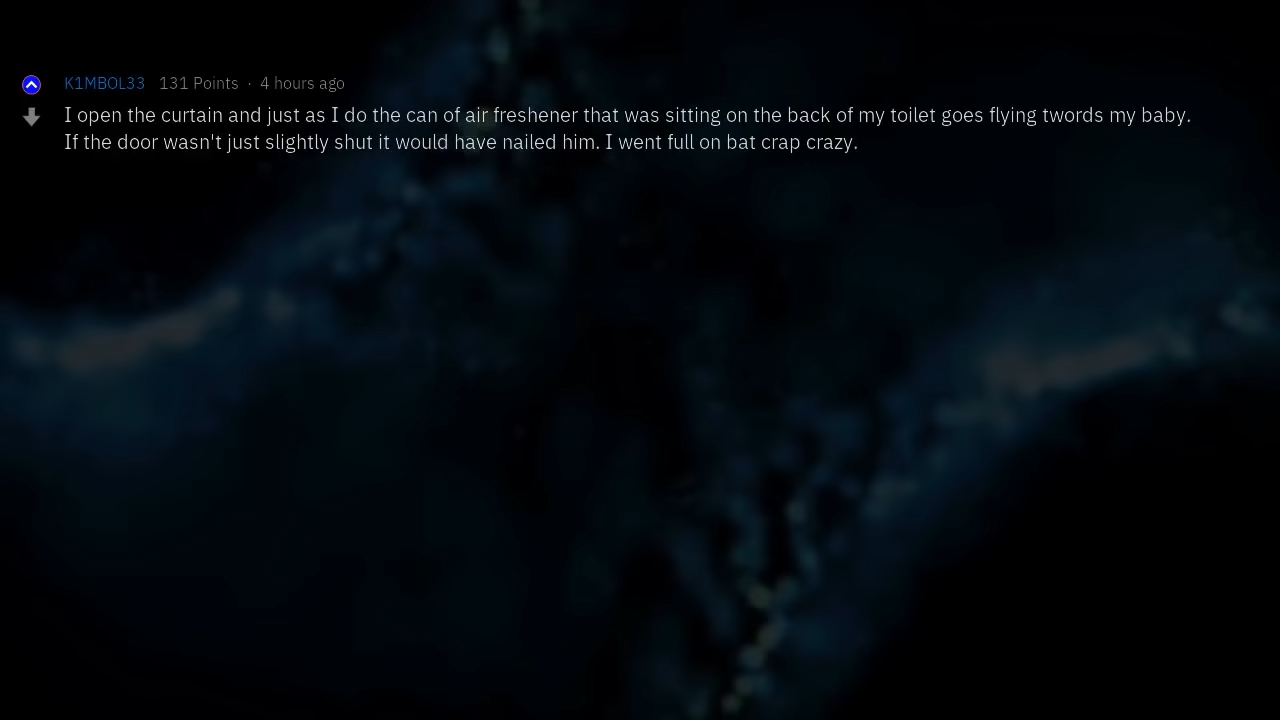 K1MBOL33 131 Points · 4 hours ago
I open the curtain and just as I do the can of air freshener that was sitting on the back of my toilet goes flying twords my baby.
If the door wasn't just slightly shut it would have nailed him. I went full on bat crap crazy.